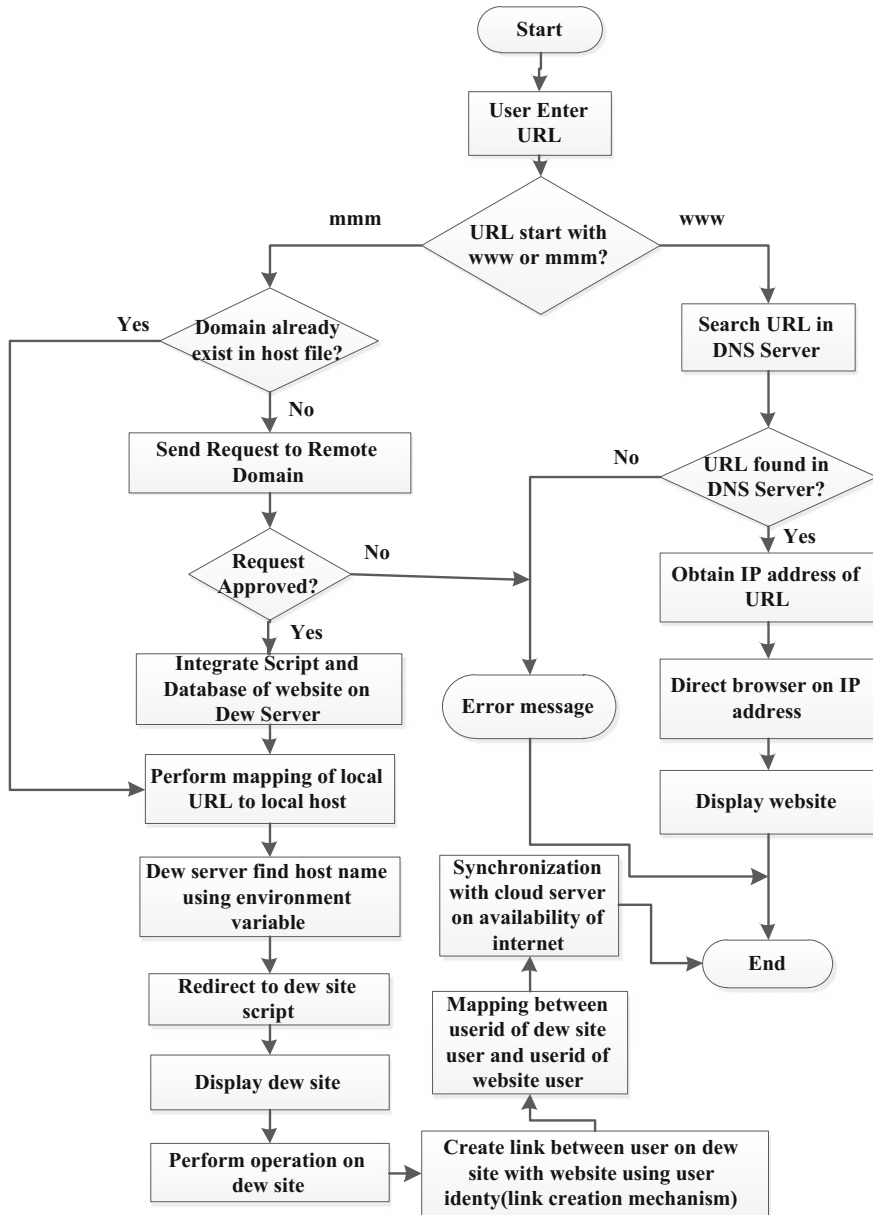 Start
User Enter
URL
mmm
www
URL start with
www or mmm?
Yes
Domain already
exist in host file?
Search URL in
DNS Server
No
Send Request to Remote
Domain
No
URL found in
DNS Server?
Yes
Request
Approved?
No
Obtain IP address of
URL
Yes
Integrate Script and
Database of website on
Dew Server
Error message
Direct browser on IP
address
Perform mapping of local
URL to local host
Display website
Dew server find host name
using environment
variable
Synchronization
with cloud server
on availability of
internet
End
Redirect to dew site
script
Mapping between
userid of dew site
user and userid of
website user
Display dew site
Perform operation on
dew site
Create link between user on dew
site with website using user
identy(link creation mechanism)